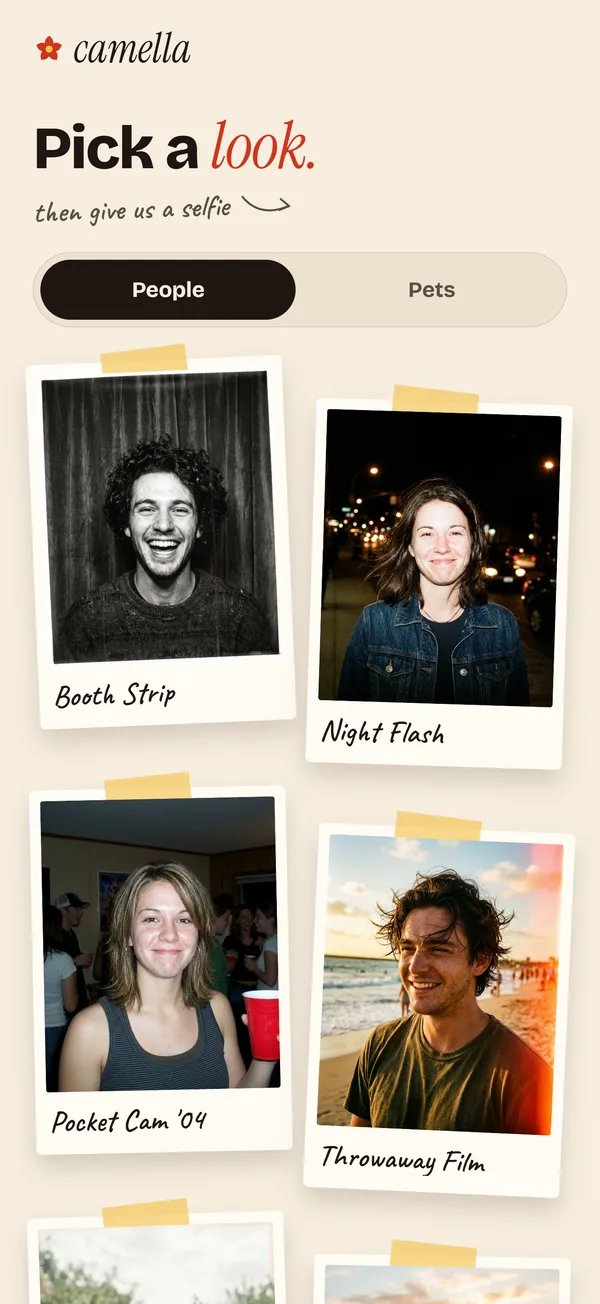 camella
Pick a look.
then give us a selfie
People
Pets
Booth Strip
Night Flash
Pocket Cam '04
Throwaway Film